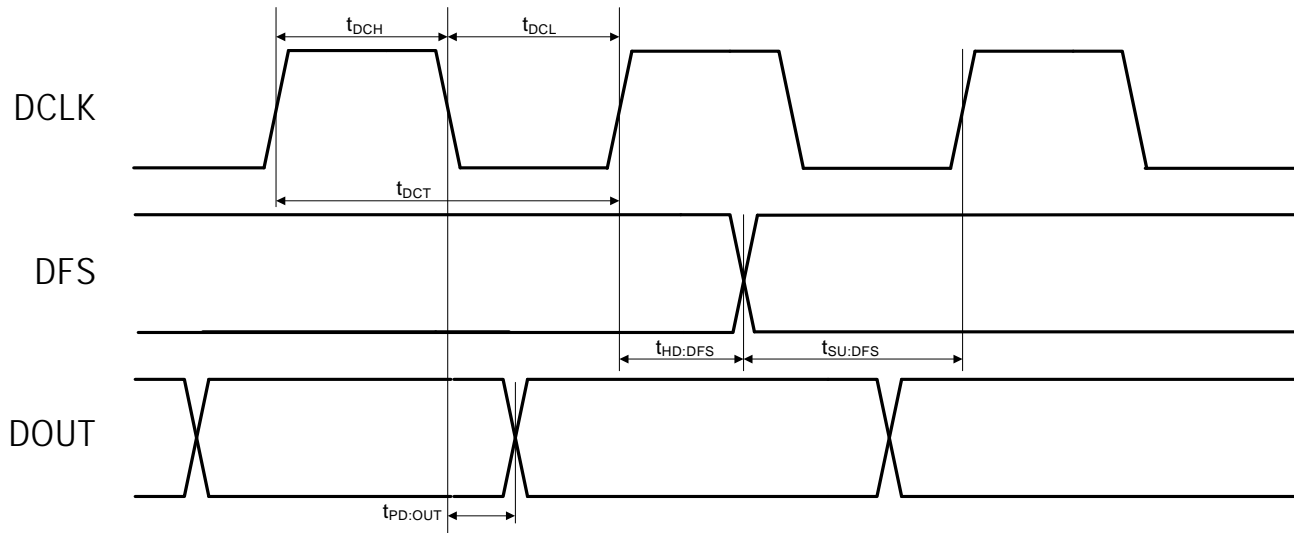 tDCH
tDCL
DCLK
tDCT
DFS
tHD:DFS
tSU:DFS
DOUT
tPD:OUT